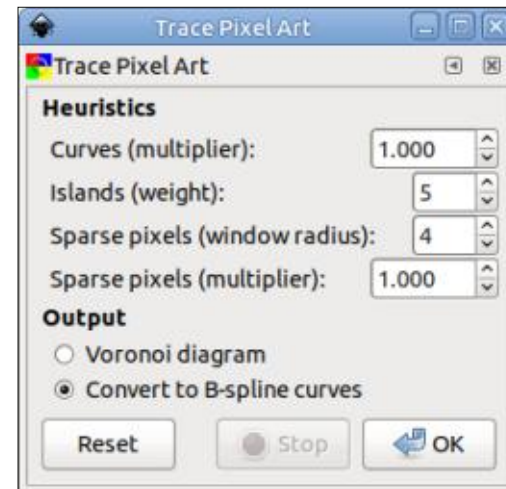 Trace Pixel Art
Trace Pixel Art
Heuristics
Curves (multiplier): 1.000
Islands (weight): 5
Sparse pixels (window radius): 4
Sparse pixels (multiplier): 1.000
Output
Voronoi diagram
Convert to B-spline curves
Reset Stop OK